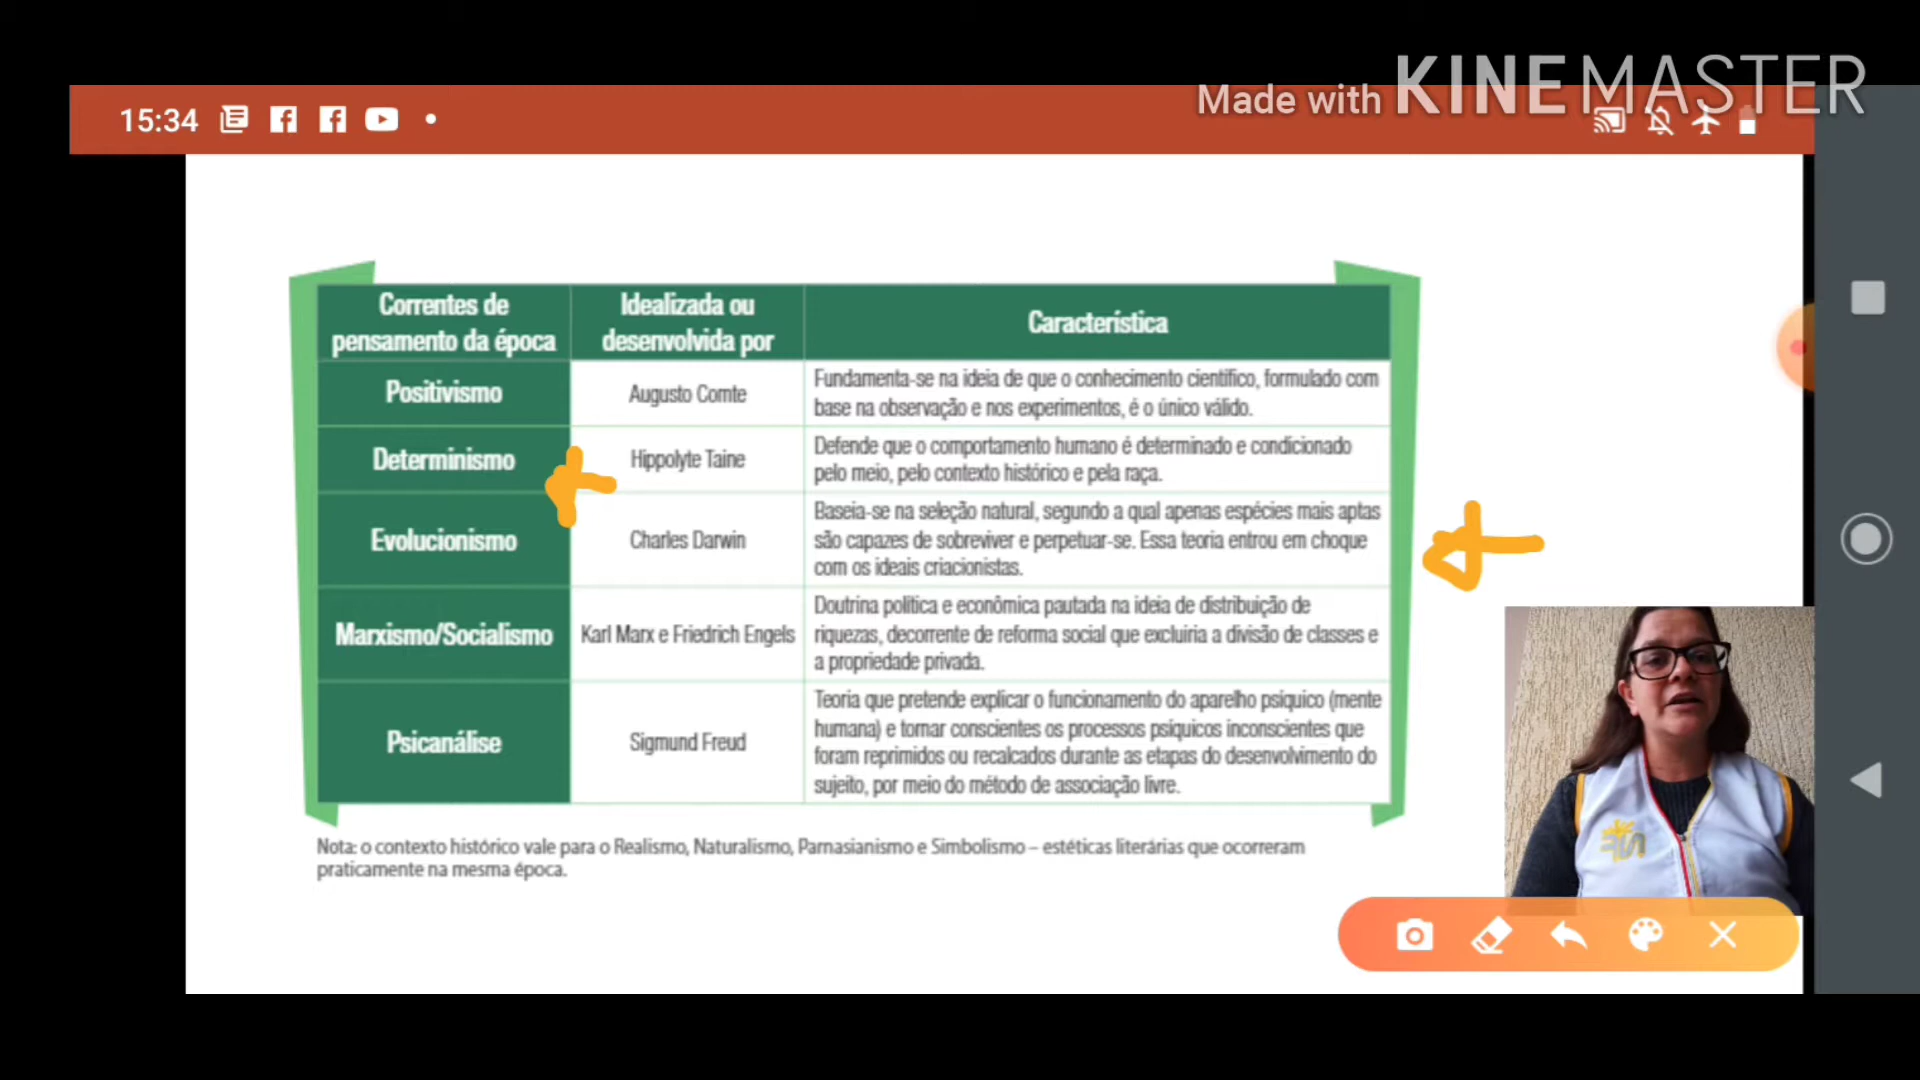 Made with KINEMASTER
15:34
Correntes de
pensamento da época
Idealizada ou
desenvolvida por
Característica
Positivismo
Augusto Comte
Fundamenta-se na ideia de que o conhecimento científico, formulado com
base na observação e nos experimentos, é o único válido.
Determinismo
Hippolyte Taine
Defende que o comportamento humano é determinado e condicionado
pelo meio, pelo contexto histórico e pela raça.
Evolucionismo
Charles Darwin
Baseia-se na seleção natural, segundo a qual apenas espécies mais aptas
são capazes de sobreviver e perpetuar-se. Essa teoria entrou em choque
com os ideais criacionistas.
Marxismo/Socialismo
Karl Marx e Friedrich Engels
Doutrina política e econômica pautada na ideia de distribuição de
riquezas, decorrente de reforma social que excluiria a divisão de classes e
a propriedade privada.
Psicanálise
Sigmund Freud
Teoria que pretende explicar o funcionamento do aparelho psíquico (mente
humana) e tornar conscientes os processos psíquicos inconscientes que
foram reprimidos ou recalcados durante as etapas do desenvolvimento do
sujeito, por meio do método de associação livre.
Nota: o contexto histórico vale para o Realismo, Naturalismo, Parnasianismo e Simbolismo – estéticas literárias que ocorreram
praticamente na mesma época.